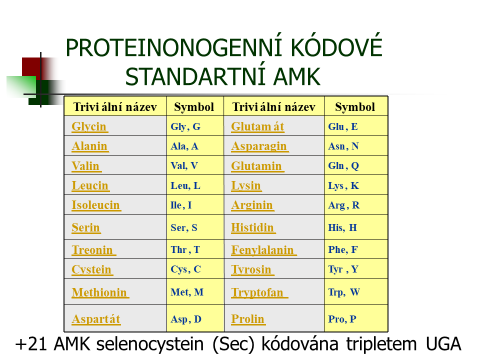 PROTEINONOGENNÍ KÓDOVÉ
STANDARTNÍ AMK
Triviální název Symbol Triviální název Symbol
Glycin Gly, G Glutamát Glu, E
Alanin Ala, A Asparagin Asn, N
Valin Val, V Glutamin Gln, Q
Leucin Leu, L Lysin Lys, K
Isoleucin Ile, I Arginin Arg, R
Serin Ser, S Histidin His, H
Treonin Thr, T Fenylalanin Phe, F
Cystein Cys, C Tyrosin Tyr, Y
Methionin Met, M Tryptofan Trp, W
Aspartát Asp, D Prolin Pro, P
+21 AMK selenocystein (Sec) kódována tripletem UGA